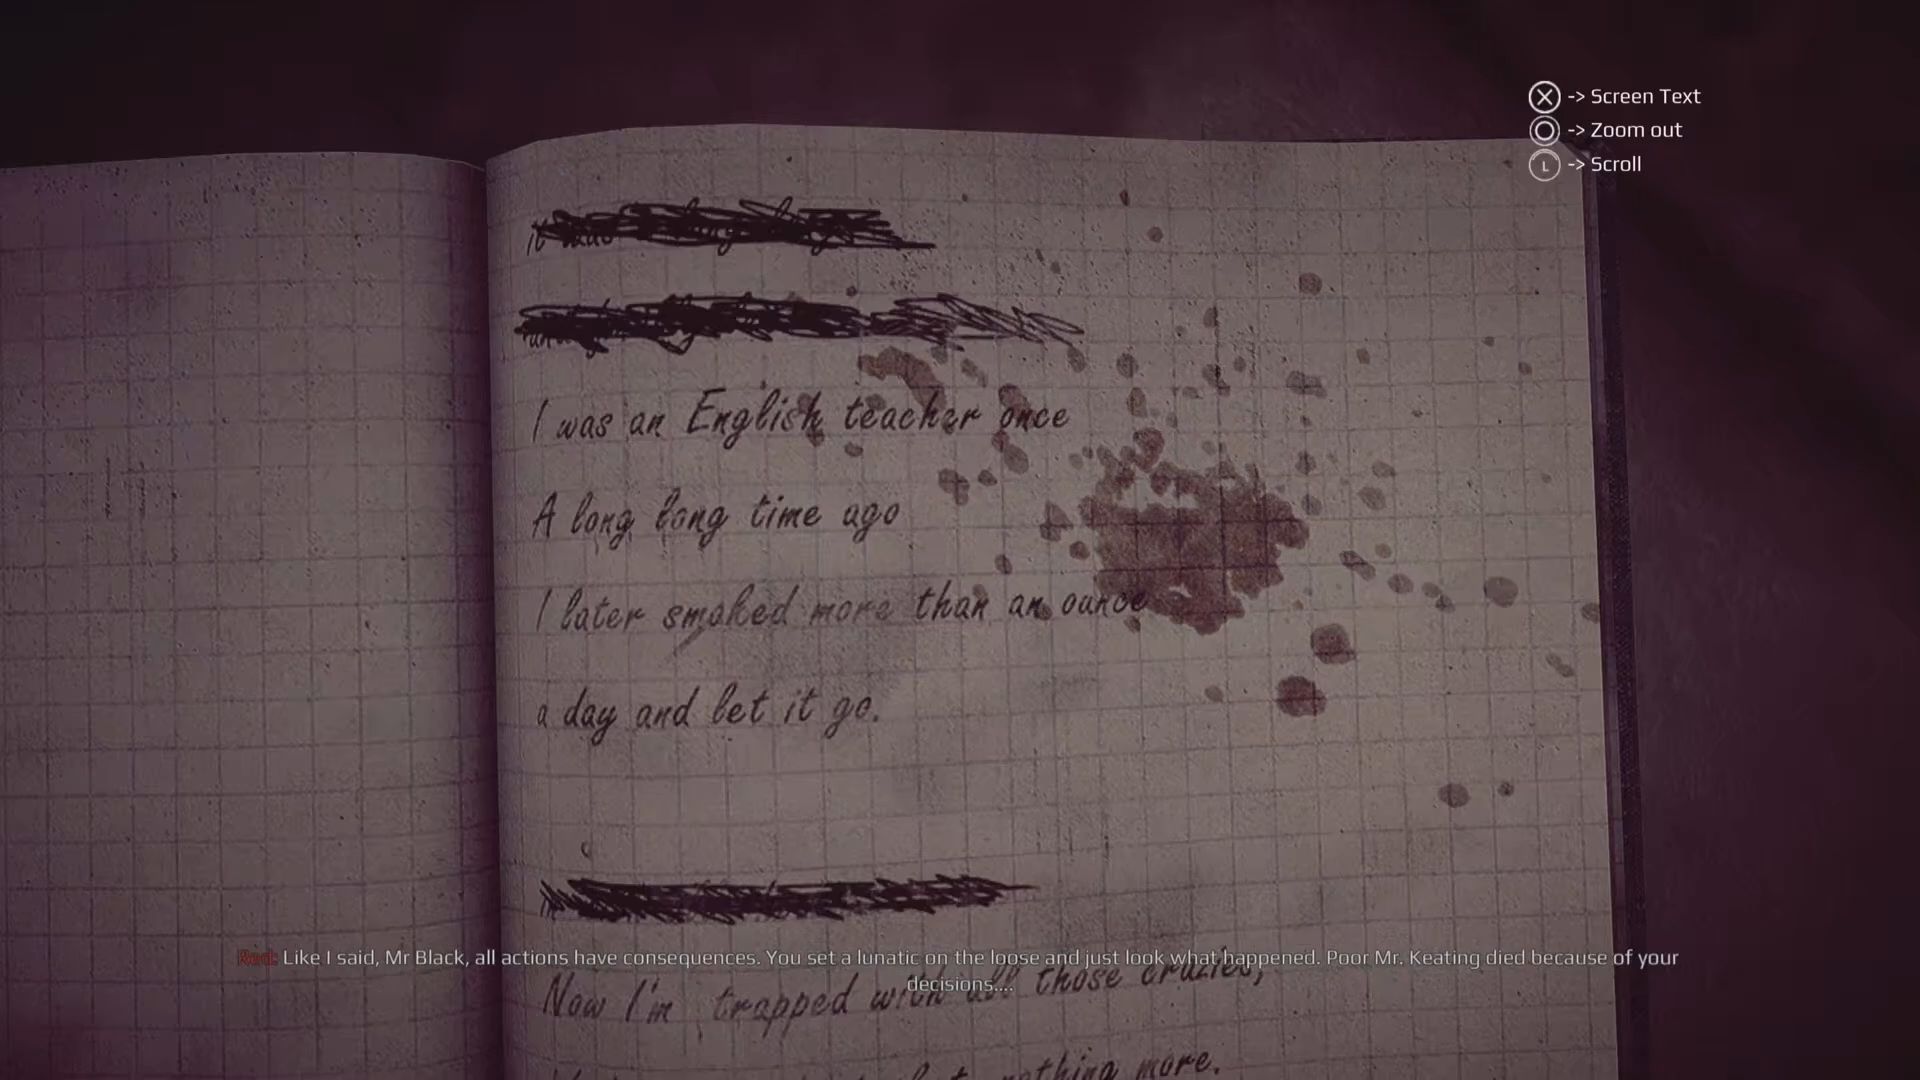 -> Screen Text
-> Zoom out
L -> Scroll
it was
I was an English teacher once
A long long time ago
I later smoked more than an ounce
a day and let it go.
Red: Like I said, Mr Black, all actions have consequences. You set a lunatic on the loose and just look what happened. Poor Mr. Keating died because of your
decisions....
Now I'm trapped with all those crazies,
nothing more.